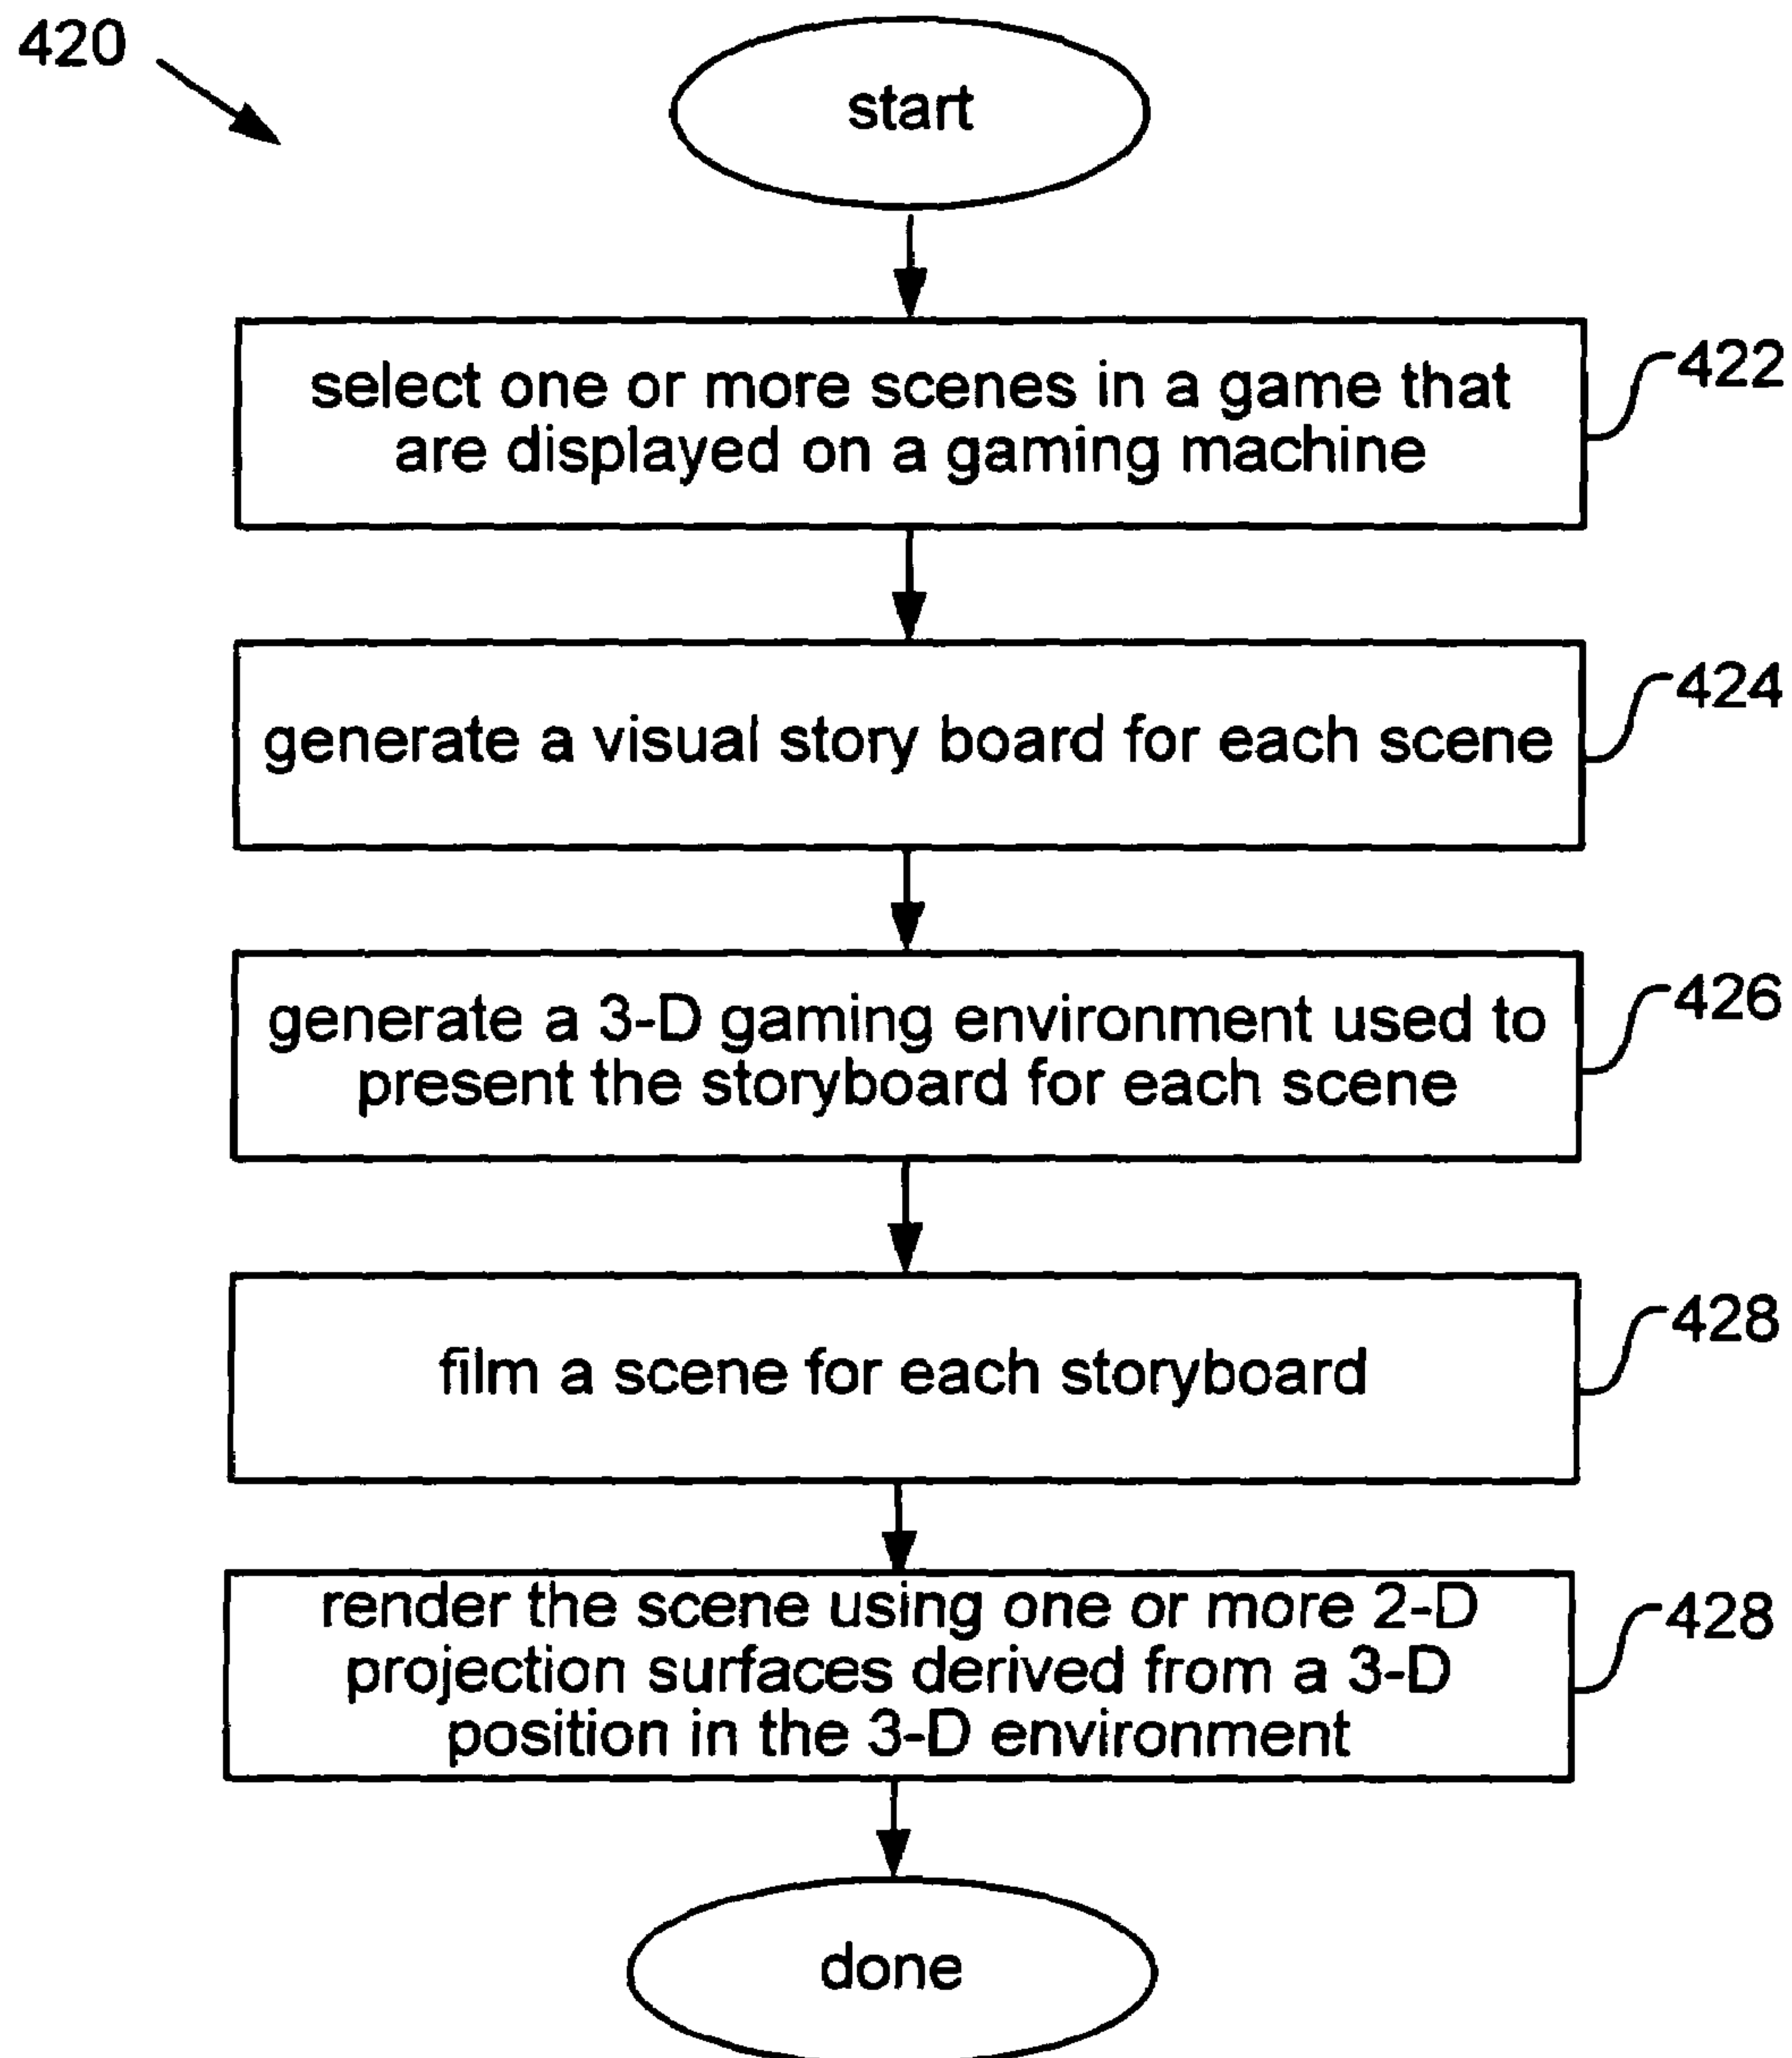 420
start
select one or more scenes in a game that
are displayed on a gaming machine
422
generate a visual story board for each scene
424
generate a 3-D gaming environment used to
present the storyboard for each scene
426
film a scene for each storyboard
428
render the scene using one or more 2-D
projection surfaces derived from a 3-D
position in the 3-D environment
428
done